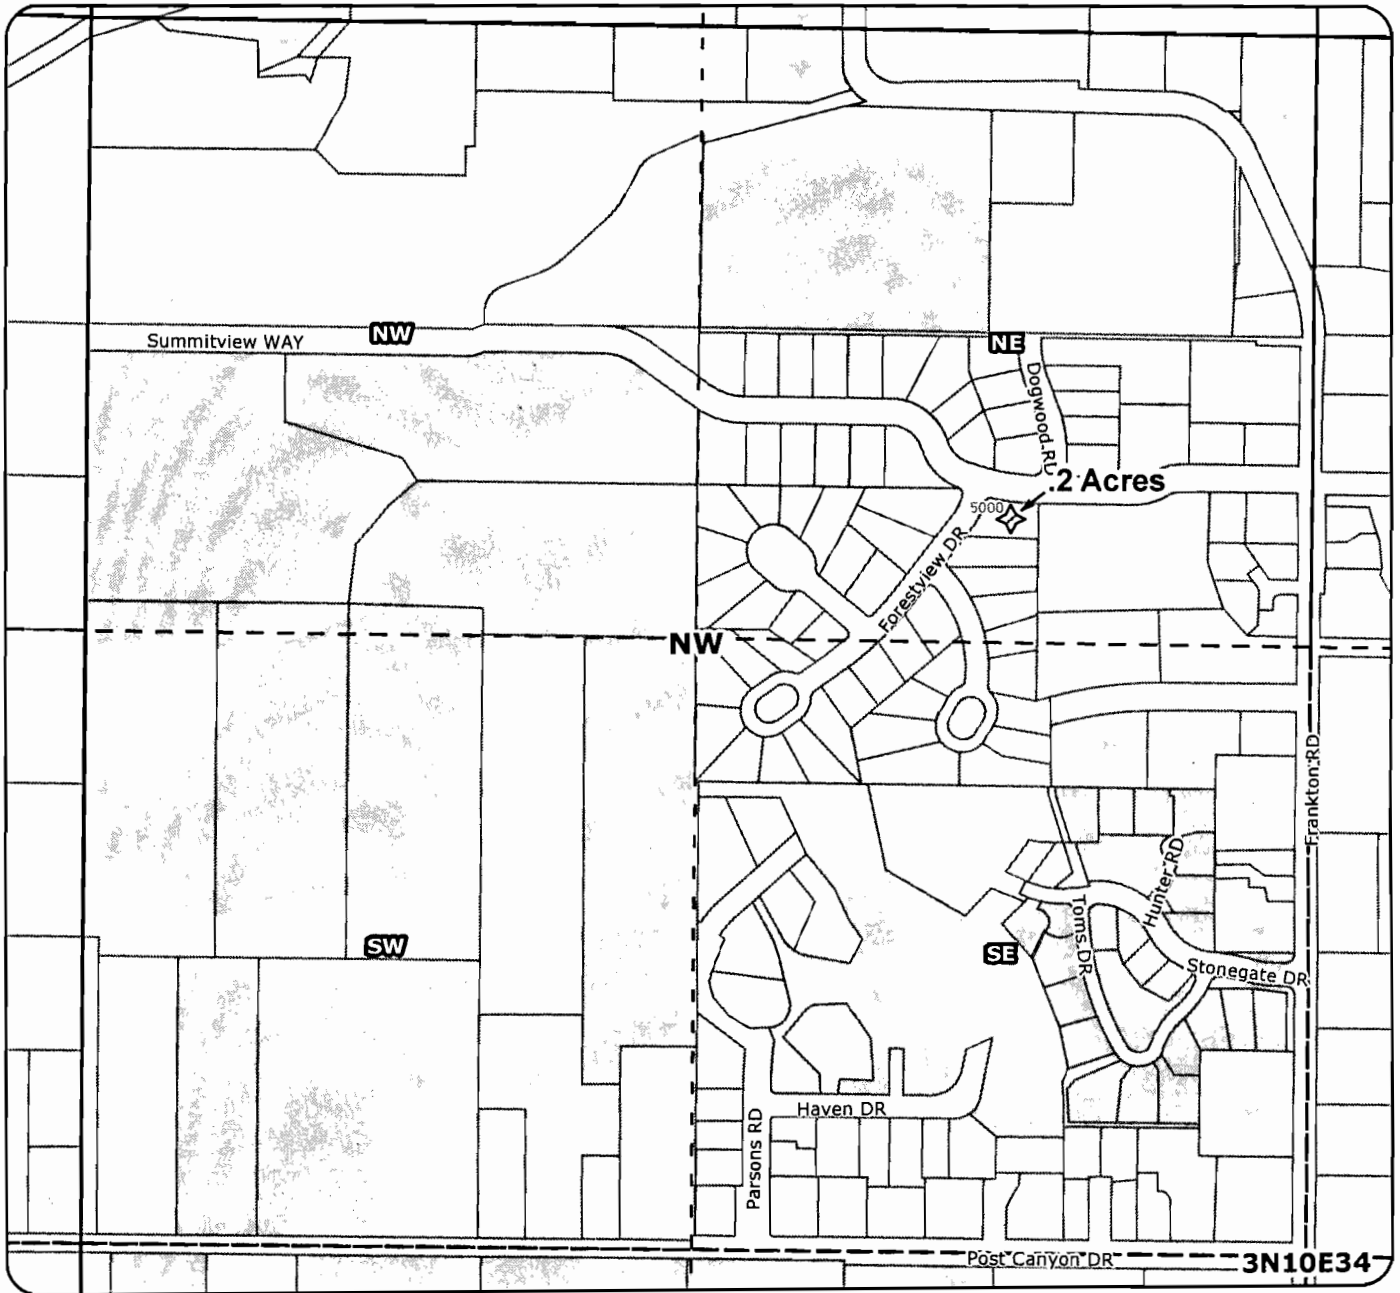 Summitview WAY
NW
NE
Dogwood RD
.2 Acres
5000
Forestview DR
NW
Frankton RD
Hunter RD
Toms DR
SW
SE
Stonegate DR
Haven DR
Parsons RD
Post Canyon DR
3N10E34